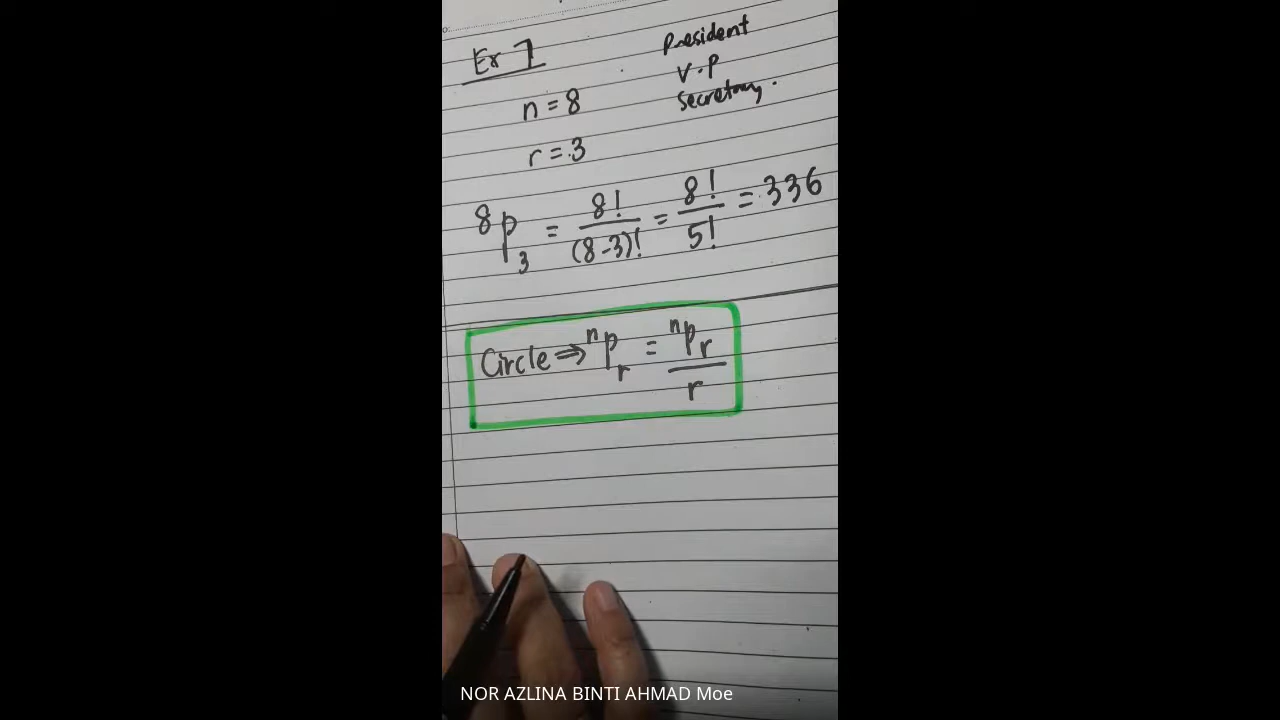 Ex 7
President
V.P
Secretary.
n = 8
r = 3
⁸P₃ = 8!/(8-3)! = 8!/5! = 336
Circle ⇒ ⁿPᵣ = ⁿPᵣ/r
NOR AZLINA BINTI AHMAD Moe